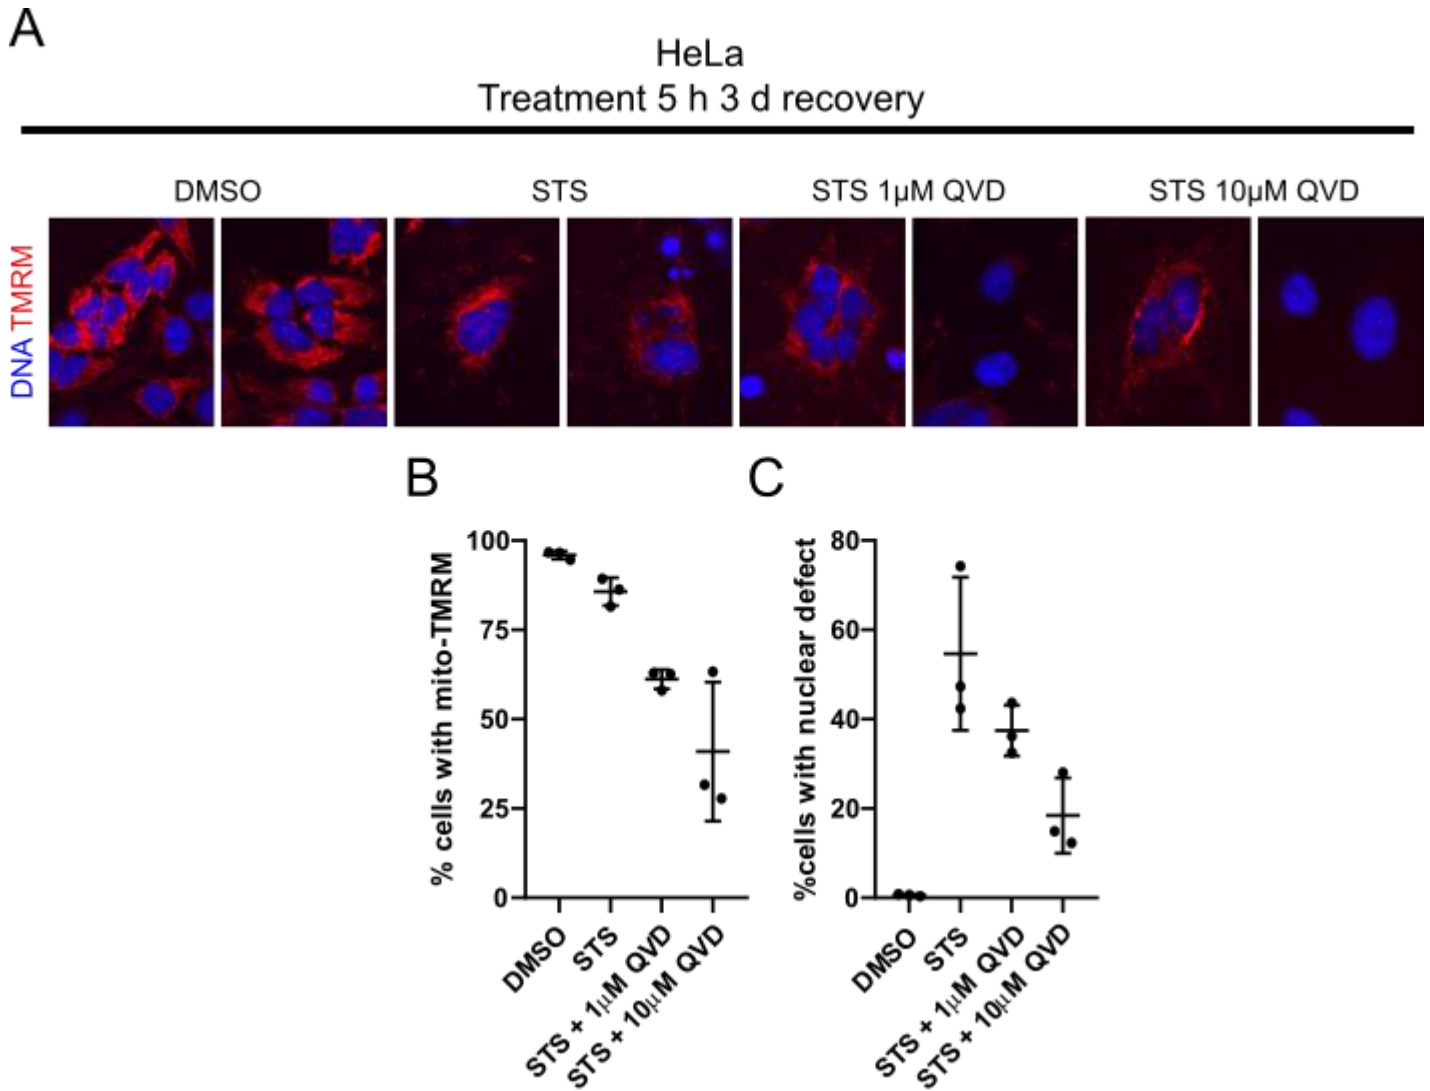 A
HeLa
Treatment 5 h 3 d recovery
DMSO
STS
STS 1µM QVD
STS 10µM QVD
DNA TMRM
B
% cells with mito-TMRM
100
75
50
25
0
DMSO
STS
STS + 1µM QVD
STS + 10µM QVD
C
%cells with nuclear defect
80
60
40
20
0
DMSO
STS
STS + 1µM QVD
STS + 10µM QVD